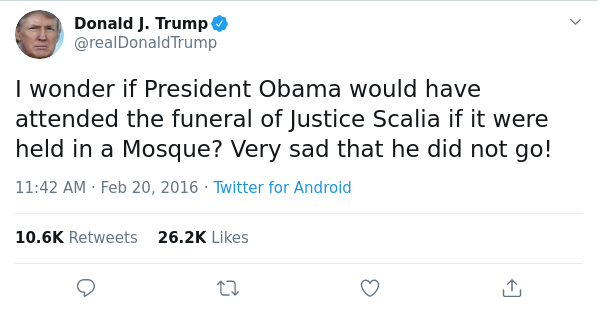 Donald J. Trump
@realDonaldTrump
I wonder if President Obama would have
attended the funeral of Justice Scalia if it were
held in a Mosque? Very sad that he did not go!
11:42 AM · Feb 20, 2016 · Twitter for Android
10.6K Retweets 26.2K Likes